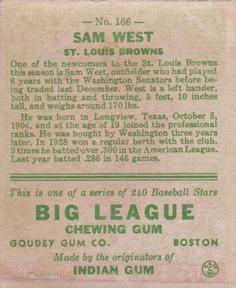 — No. 166 —
SAM WEST
ST. LOUIS BROWNS
One of the newcomers to the St. Louis Browns
this season is Sam West, outfielder who had played
6 years with the Washington Senators before be-
ing traded last December. West is a left hander,
both in batting and throwing, 5 feet, 10 inches
tall, and weighs around 170 lbs.
He was born in Longview, Texas, October 5,
1904, and at the age of 19 joined the professional
ranks. He was bought by Washington three years
later. In 1928 won a regular berth with the club.
3 times he batted over .300 in the American League.
Last year batted .286 in 146 games.
This is one of a series of 240 Baseball Stars
BIG LEAGUE
CHEWING GUM
GOUDEY GUM CO. BOSTON
Made by the originators of
INDIAN GUM